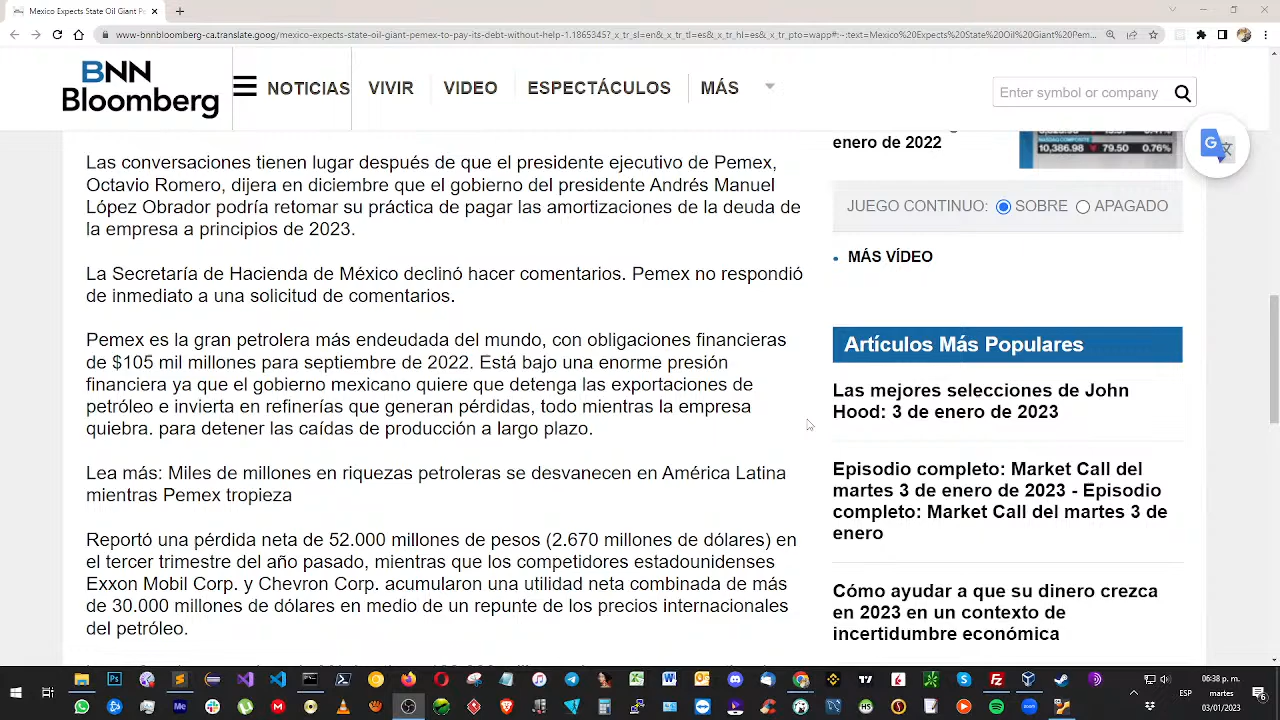 Mexico Expects State Oil Giant P
www-bnnbloomberg-ca.translate.goog/mexico-expects-state-oil-giant-pemex-to-pay-its-debt-without-help-1.1865345?_x_tr_sl=en&_x_tr_tl=es&_x_tr_hl=es&_x_tr_pto=wapp#:~:text=Mexico%20Expects%20State%20Oil%20Giant%20Pem...
BNN
Bloomberg
NOTICIAS
VIVIR
VIDEO
ESPECTÁCULOS
MÁS
Enter symbol or company
enero de 2022
NASDAQ COMPOSITE
10,386.98 79.50 0.76%
Las conversaciones tienen lugar después de que el presidente ejecutivo de Pemex,
Octavio Romero, dijera en diciembre que el gobierno del presidente Andrés Manuel
López Obrador podría retomar su práctica de pagar las amortizaciones de la deuda de
la empresa a principios de 2023.
La Secretaría de Hacienda de México declinó hacer comentarios. Pemex no respondió
de inmediato a una solicitud de comentarios.
Pemex es la gran petrolera más endeudada del mundo, con obligaciones financieras
de $105 mil millones para septiembre de 2022. Está bajo una enorme presión
financiera ya que el gobierno mexicano quiere que detenga las exportaciones de
petróleo e invierta en refinerías que generan pérdidas, todo mientras la empresa
quiebra. para detener las caídas de producción a largo plazo.
Lea más: Miles de millones en riquezas petroleras se desvanecen en América Latina
mientras Pemex tropieza
Reportó una pérdida neta de 52.000 millones de pesos (2.670 millones de dólares) en
el tercer trimestre del año pasado, mientras que los competidores estadounidenses
Exxon Mobil Corp. y Chevron Corp. acumularon una utilidad neta combinada de más
de 30.000 millones de dólares en medio de un repunte de los precios internacionales
del petróleo.
JUEGO CONTINUO: SOBRE APAGADO
MÁS VÍDEO
Artículos Más Populares
Las mejores selecciones de John
Hood: 3 de enero de 2023
Episodio completo: Market Call del
martes 3 de enero de 2023 - Episodio
completo: Market Call del martes 3 de
enero
Cómo ayudar a que su dinero crezca
en 2023 en un contexto de
incertidumbre económica
06:38 p. m.
ESP
martes
03/01/2023